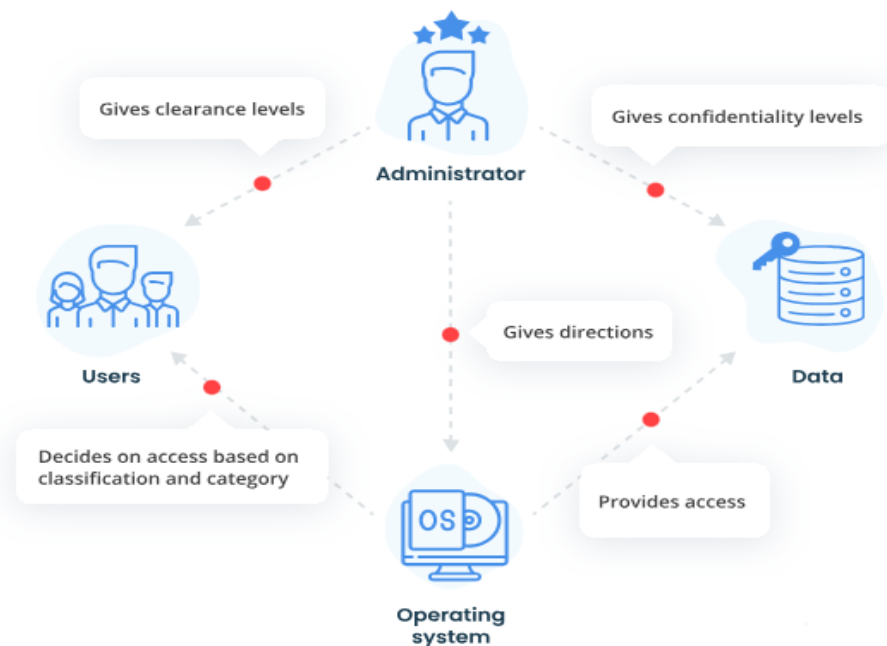 Gives clearance levels
Gives confidentiality levels
Administrator
Gives directions
Users
Data
Decides on access based on
classification and category
Provides access
OS
Operating
system